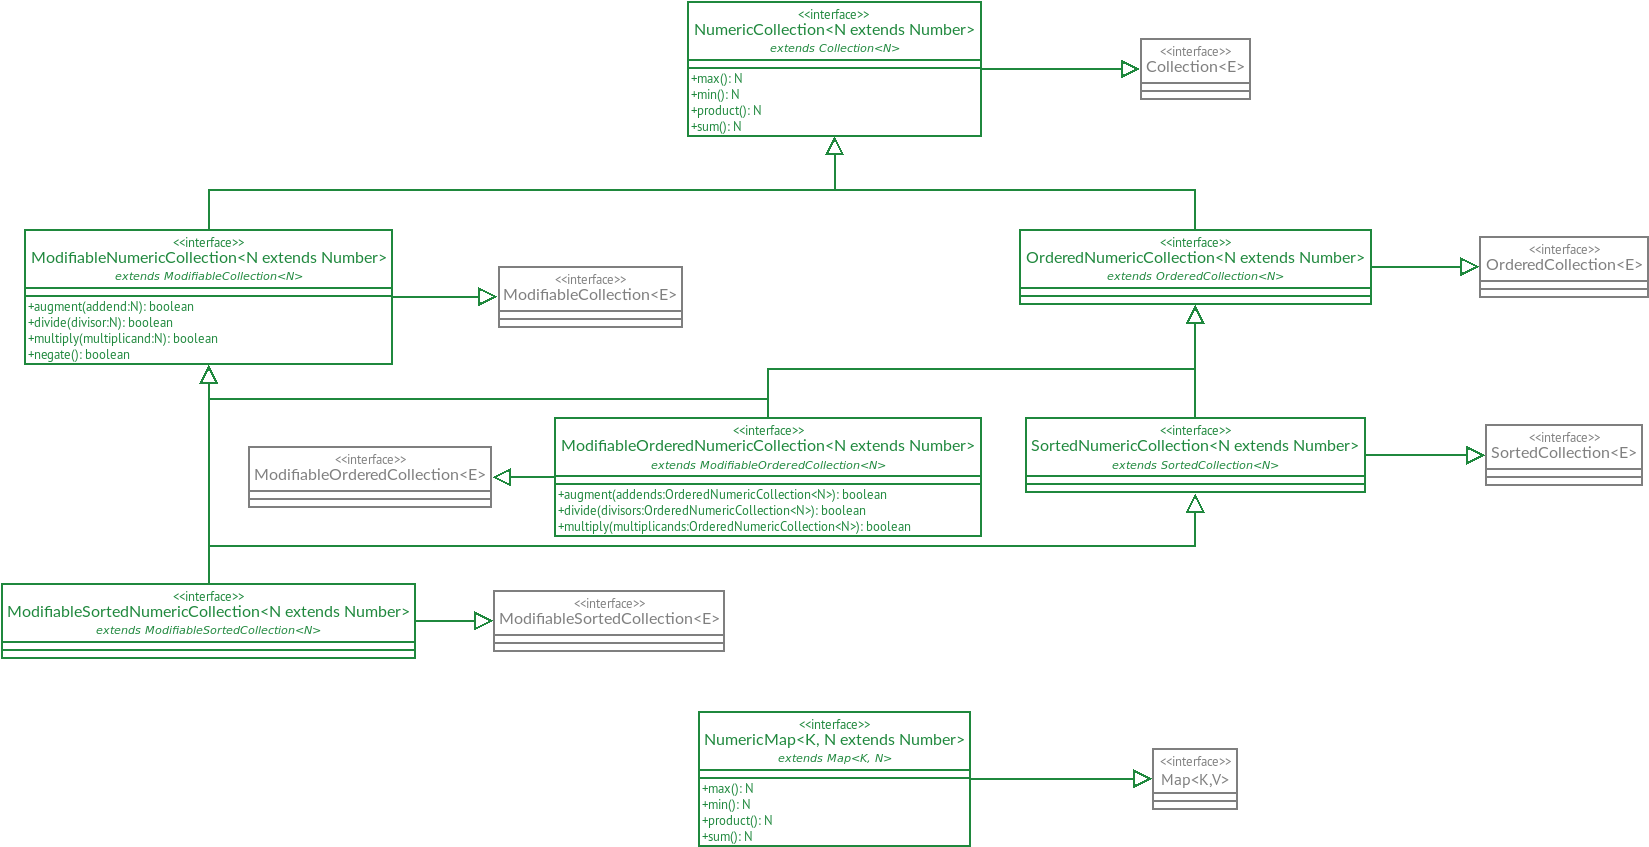 <<interface>>
NumericCollection<N extends Number>
extends Collection<N>
+max(): N
+min(): N
+product(): N
+sum(): N
<<interface>>
Collection<E>
<<interface>>
ModifiableNumericCollection<N extends Number>
extends ModifiableCollection<N>
+augment(addend:N): boolean
+divide(divisor:N): boolean
+multiply(multiplicand:N): boolean
+negate(): boolean
<<interface>>
ModifiableCollection<E>
<<interface>>
OrderedNumericCollection<N extends Number>
extends OrderedCollection<N>
<<interface>>
OrderedCollection<E>
<<interface>>
ModifiableOrderedCollection<E>
<<interface>>
ModifiableOrderedNumericCollection<N extends Number>
extends ModifiableOrderedCollection<N>
+augment(addends:OrderedNumericCollection<N>): boolean
+divide(divisors:OrderedNumericCollection<N>): boolean
+multiply(multiplicands:OrderedNumericCollection<N>): boolean
<<interface>>
SortedNumericCollection<N extends Number>
extends SortedCollection<N>
<<interface>>
SortedCollection<E>
<<interface>>
ModifiableSortedNumericCollection<N extends Number>
extends ModifiableSortedCollection<N>
<<interface>>
ModifiableSortedCollection<E>
<<interface>>
NumericMap<K, N extends Number>
extends Map<K, N>
+max(): N
+min(): N
+product(): N
+sum(): N
<<interface>>
Map<K,V>